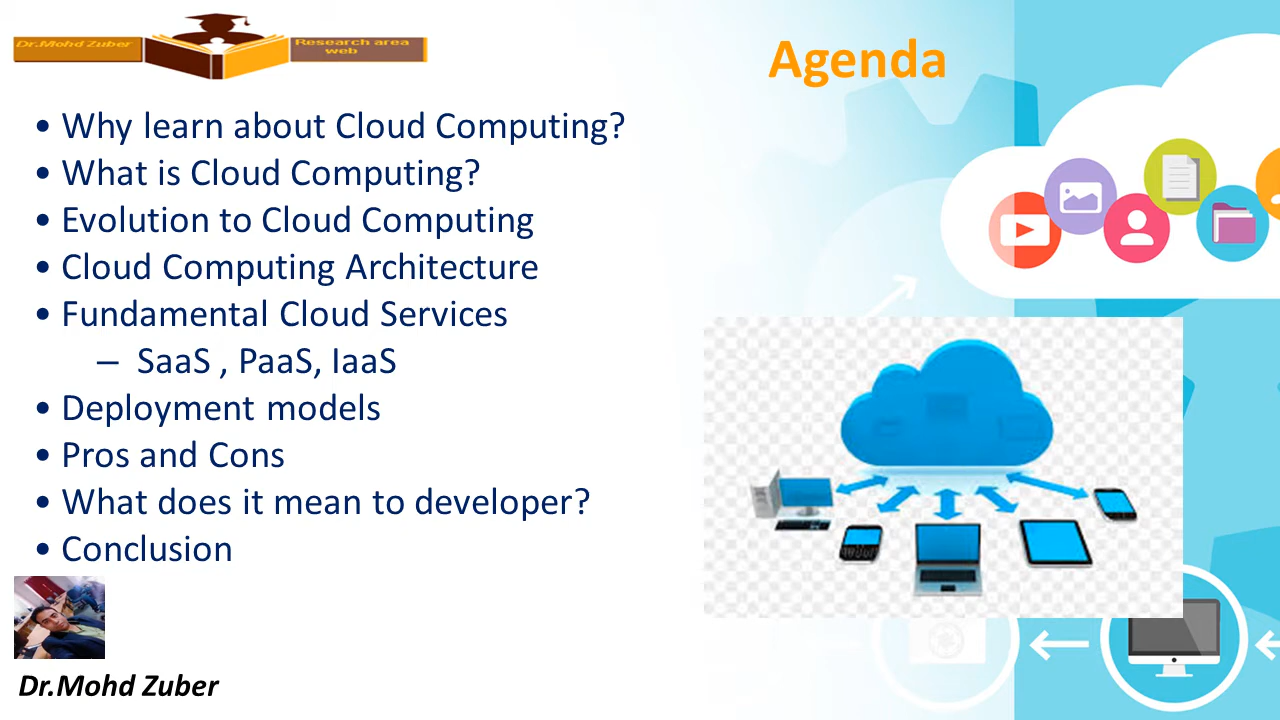 Dr.Mohd Zuber
Research area
web
Agenda
• Why learn about Cloud Computing?
• What is Cloud Computing?
• Evolution to Cloud Computing
• Cloud Computing Architecture
• Fundamental Cloud Services
– SaaS , PaaS, IaaS
• Deployment models
• Pros and Cons
• What does it mean to developer?
• Conclusion
Dr.Mohd Zuber